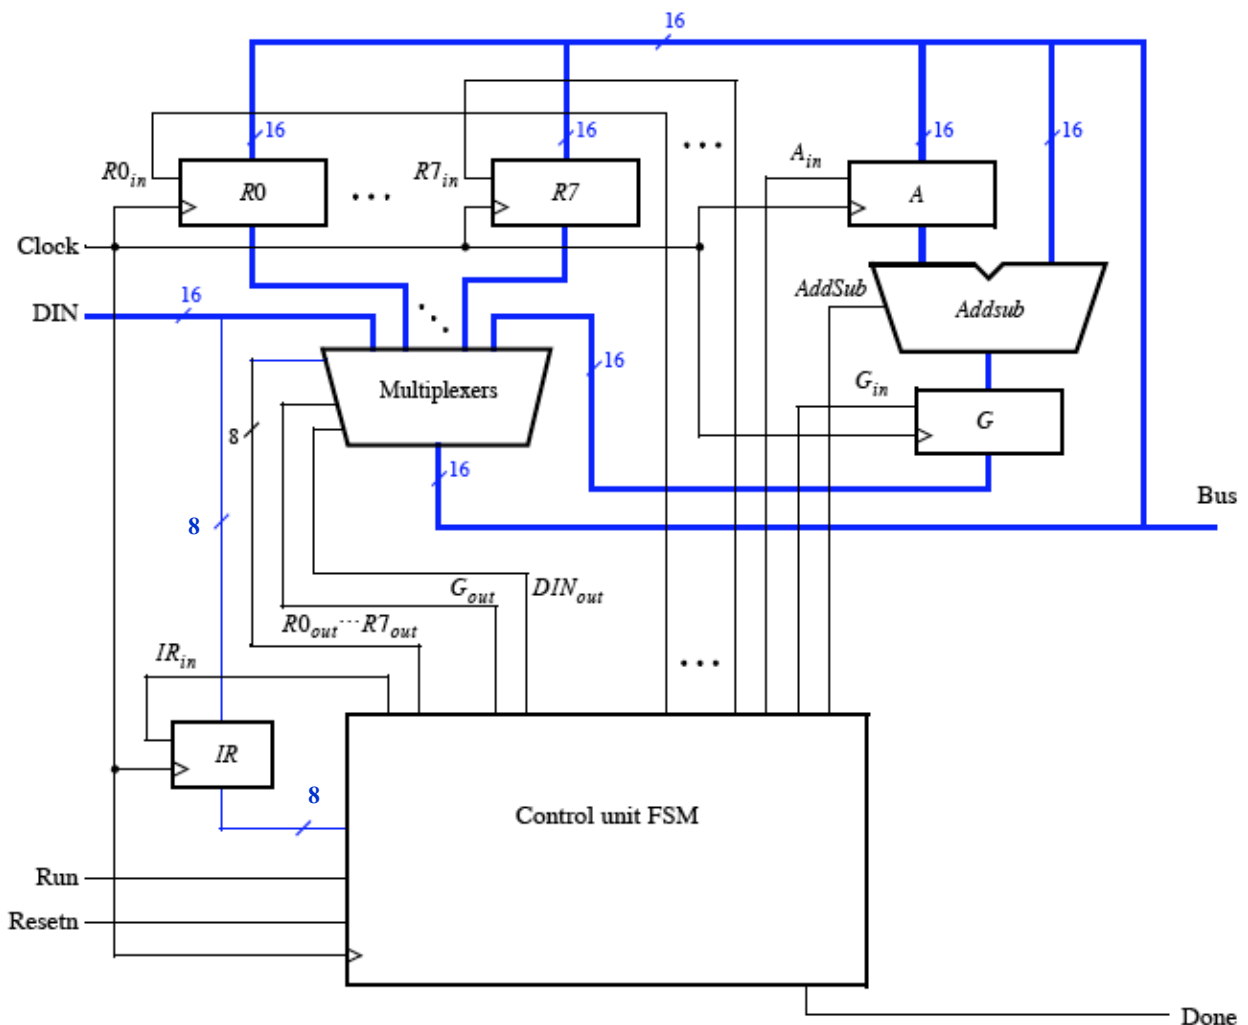 16
16
16
16
16
R0in
R0
R7in
R7
Ain
A
Clock
DIN
16
AddSub
Addsub
Multiplexers
16
Gin
G
8
16
Bus
8
Gout
DINout
R0out ... R7out
IRin
IR
8
Control unit FSM
Run
Resetn
Done